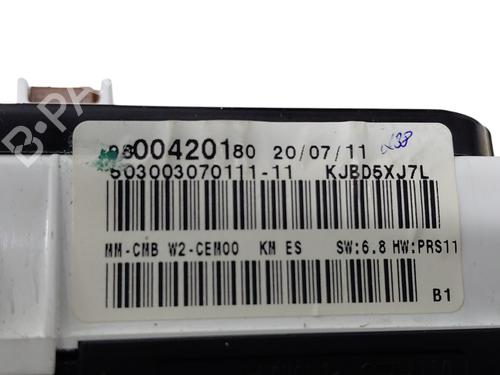 9800420180 20/07/11
503003070111-11 KJBD5XJ7L
MM-CMB W2-CEM00 KM ES SW:6.8 HW:PRS11
B1
B-PARTS